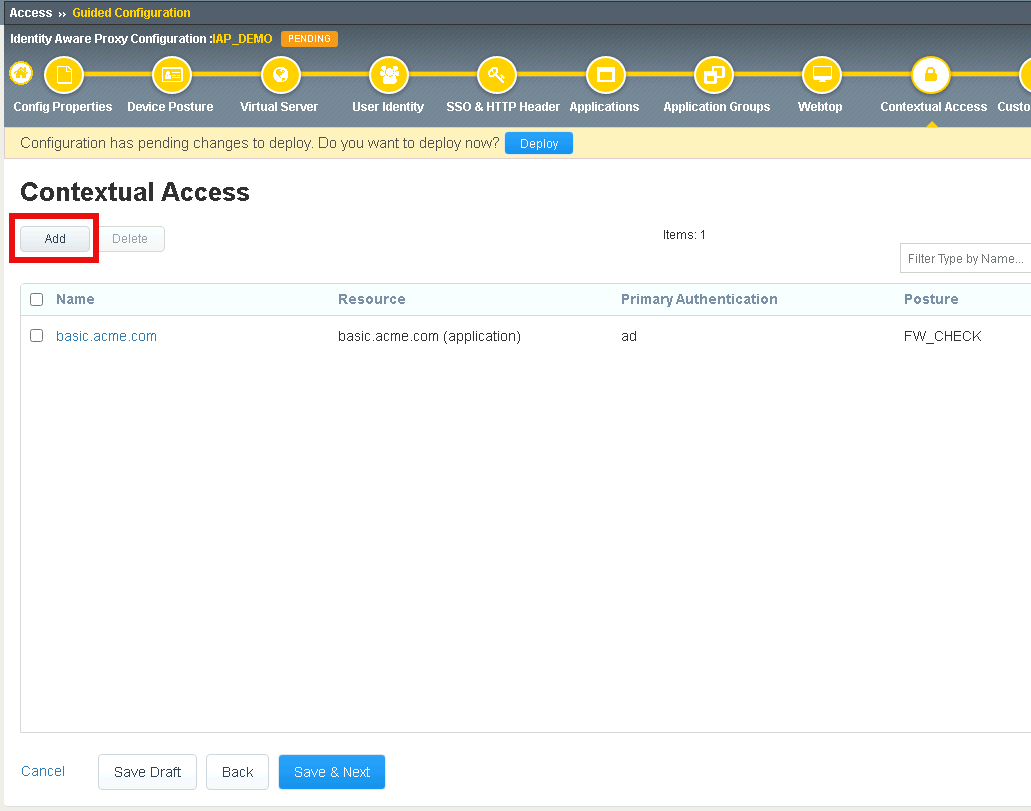 Access ›› Guided Configuration
Identity Aware Proxy Configuration :IAP_DEMO PENDING
Config Properties Device Posture Virtual Server User Identity SSO & HTTP Header Applications Application Groups Webtop Contextual Access Custo
Configuration has pending changes to deploy. Do you want to deploy now? Deploy
Contextual Access
Add Delete Items: 1
Filter Type by Name...
Name Resource Primary Authentication Posture
basic.acme.com basic.acme.com (application) ad FW_CHECK
Cancel Save Draft Back Save & Next